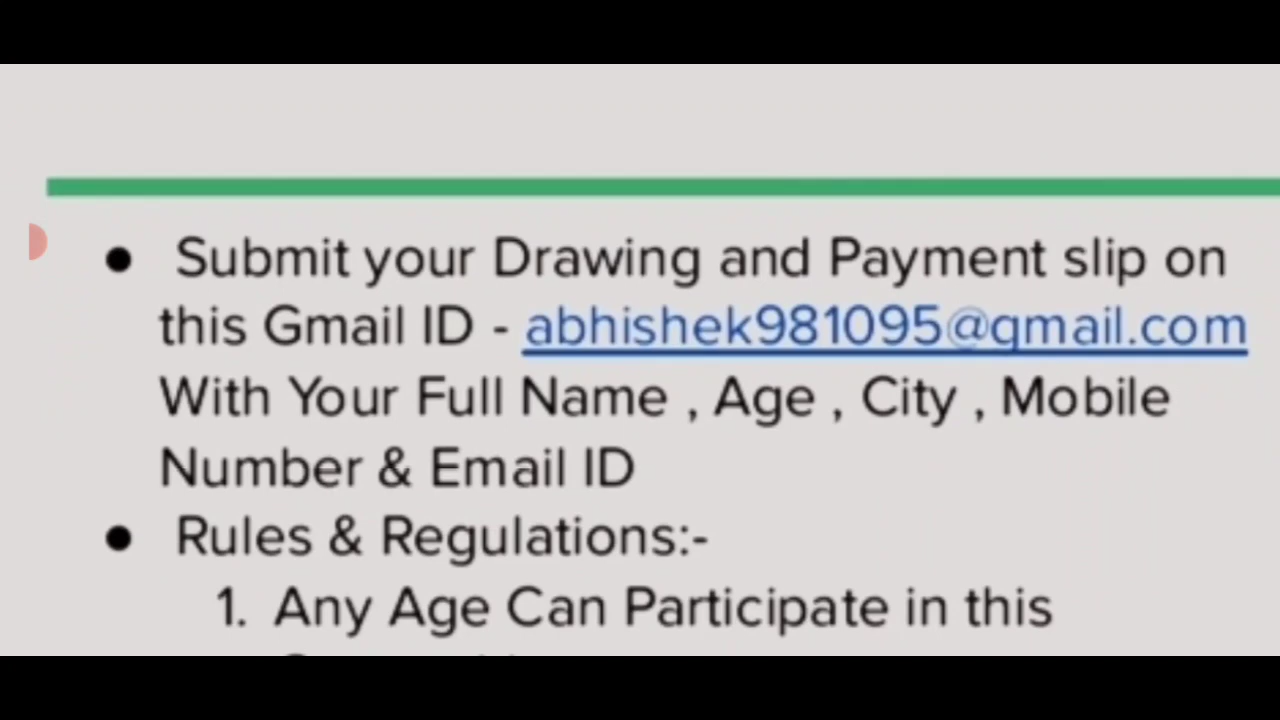 ● Submit your Drawing and Payment slip on
this Gmail ID - abhishek981095@gmail.com
With Your Full Name , Age , City , Mobile
Number & Email ID
● Rules & Regulations:-
1. Any Age Can Participate in this